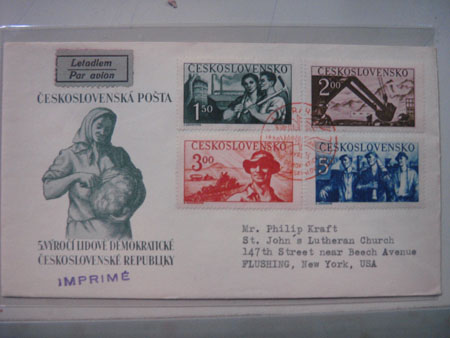 Letadlem
Par avion
ČESKOSLOVENSKÁ POŠTA
ČESKOSLOVENSKO
1.50
ČESKOSLOVENSKO
2.00
ČESKOSLOVENSKO
3.00
ČESKOSLOVENSKO
5
5.VÝROČÍ LIDOVĚ DEMOKRATICKÉ
ČESKOSLOVENSKÉ REPUBLIKY
IMPRIMÉ
Mr. Philip Kraft
St. John's Lutheran Church
147th Street near Beech Avenue
FLUSHING, New York, USA